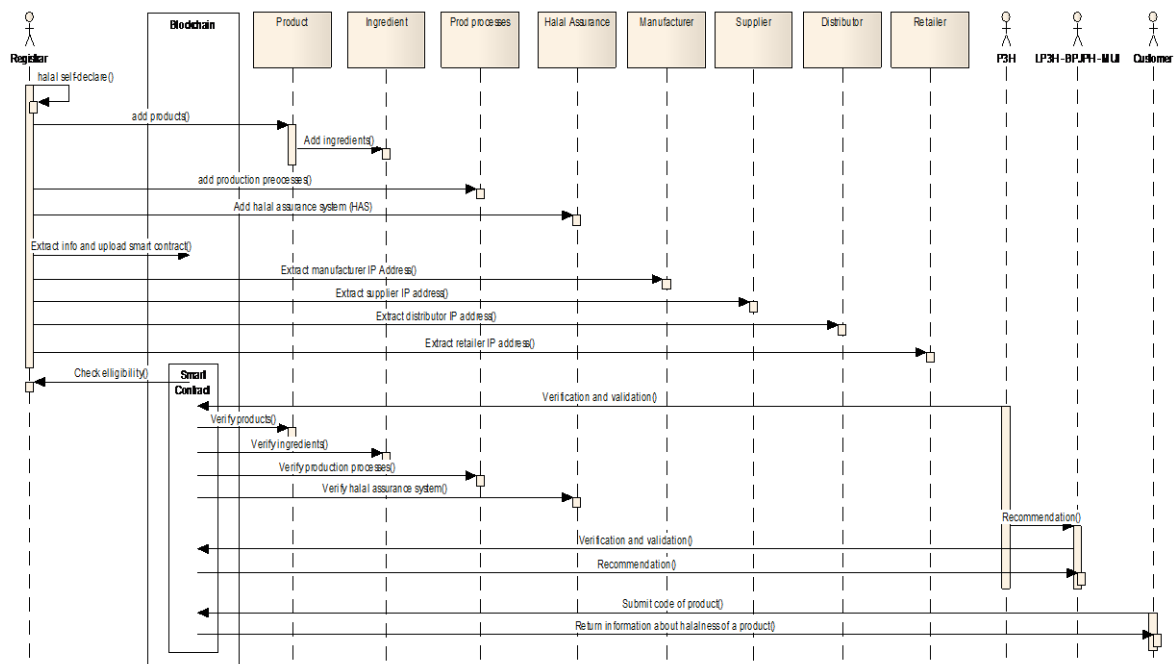 Blockchain
Product
Ingredient
Prod processes
Halal Assurance
Manufacturer
Supplier
Distributor
Retailer
Registrar
P3H
LP3H - BPJPH - MUI
Customer
halal self-declare()
add products()
Add ingredients()
add production preocesses()
Add halal assurance system (HAS)
Extract info and upload smart contract()
Extract manufacturer IP Address()
Extract supplier IP address()
Extract distributor IP address()
Extract retailer IP address()
Check elligibility()
Smart
Contract
Verification and validation()
Verify products()
Verify ingredients()
Verify production processes()
Verify halal assurance system()
Recommendation()
Verification and validation()
Recommendation()
Submit code of product()
Return information about halalness of a product()